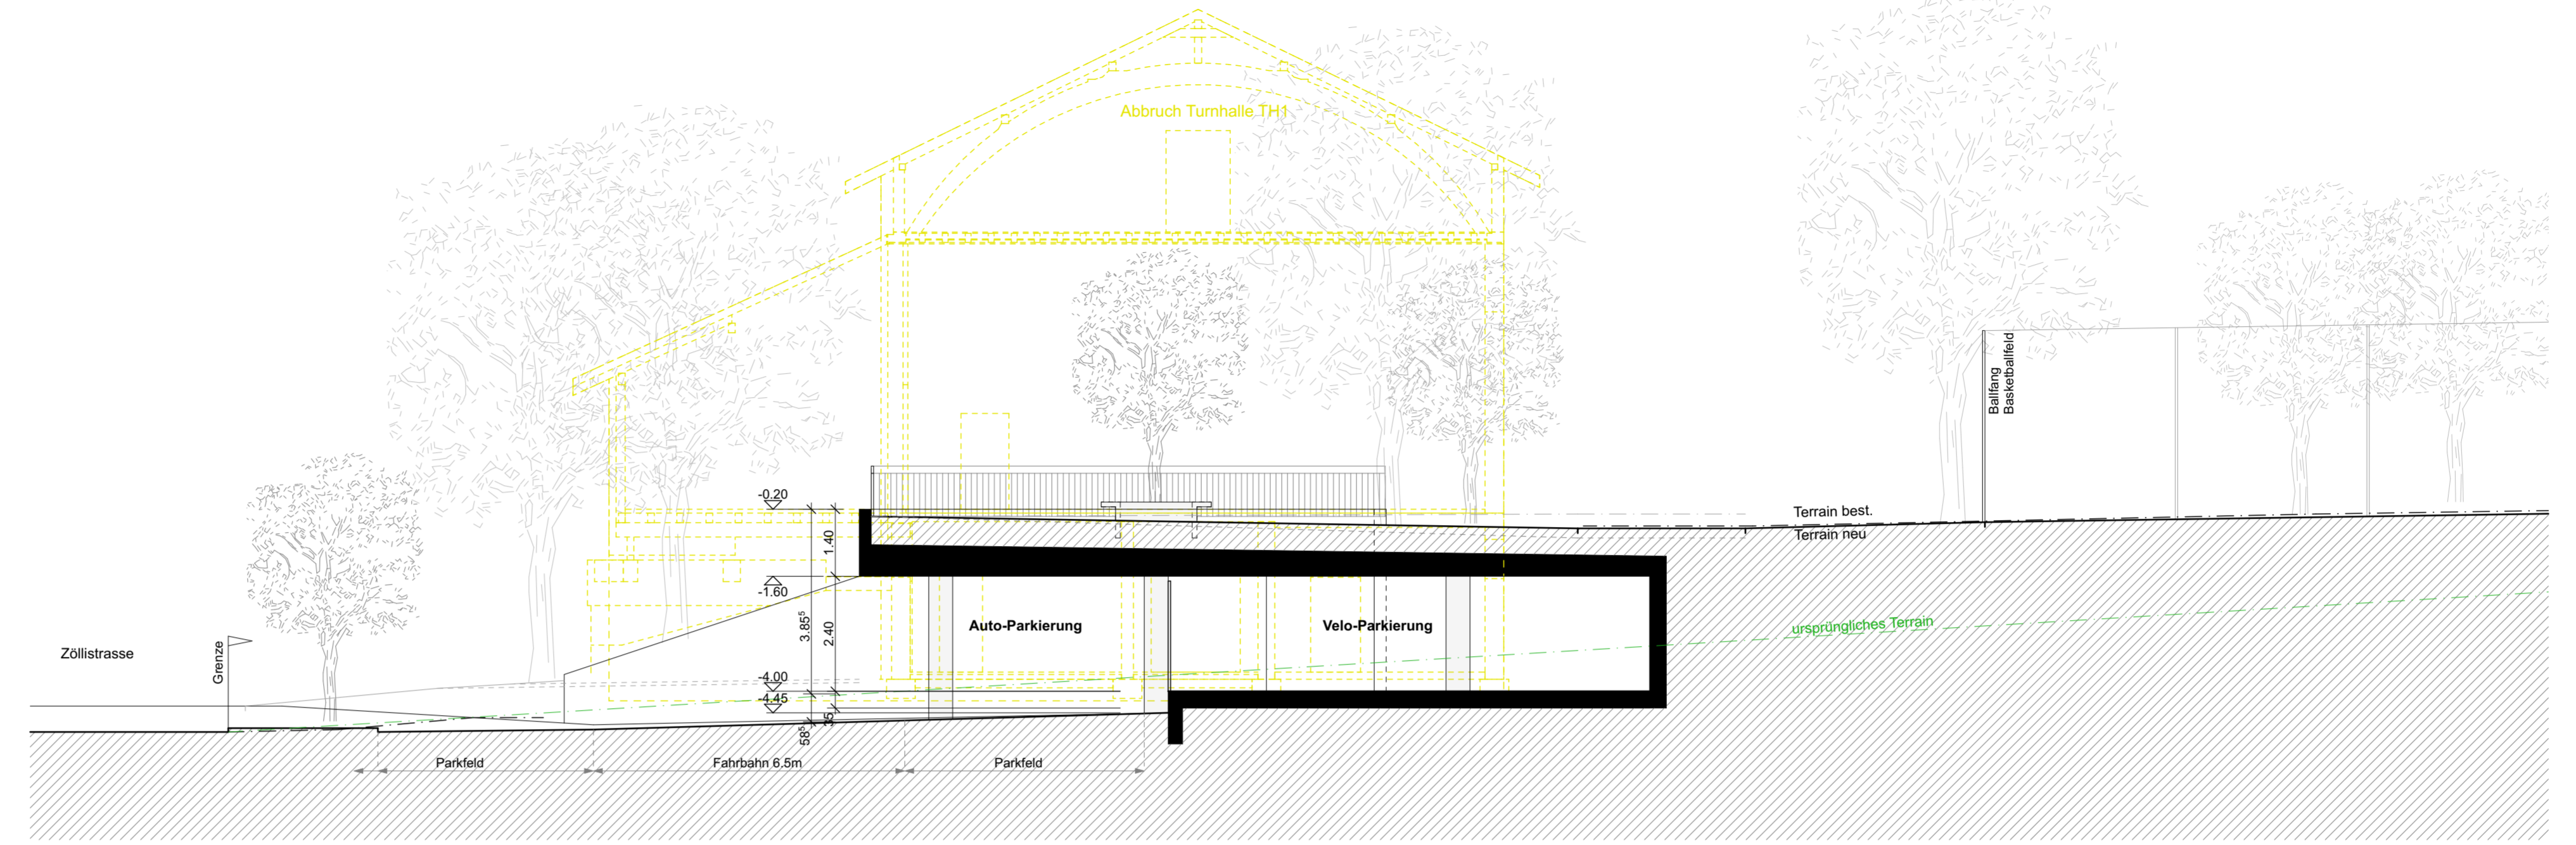 Abbruch Turnhalle TH1
Ballfang
Basketballfeld
-0.20
1.40
-1.60
3.85⁵
2.40
-4.00
-4.45
35
58⁵
Terrain best.
Terrain neu
ursprüngliches Terrain
Auto-Parkierung
Velo-Parkierung
Zöllistrasse
Grenze
Parkfeld
Fahrbahn 6.5m
Parkfeld